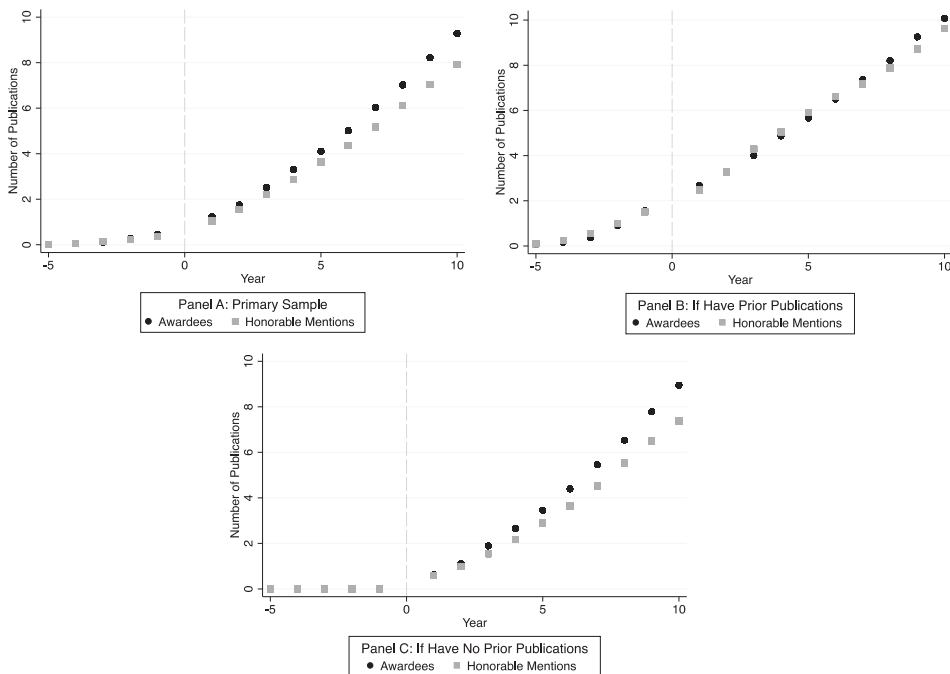 10
8
6
4
2
0
Number of Publications
-5 0 5 10
Year
Panel A: Primary Sample
Awardees Honorable Mentions
10
8
6
4
2
0
Number of Publications
-5 0 5 10
Year
Panel B: If Have Prior Publications
Awardees Honorable Mentions
10
8
6
4
2
0
Number of Publications
-5 0 5 10
Year
Panel C: If Have No Prior Publications
Awardees Honorable Mentions